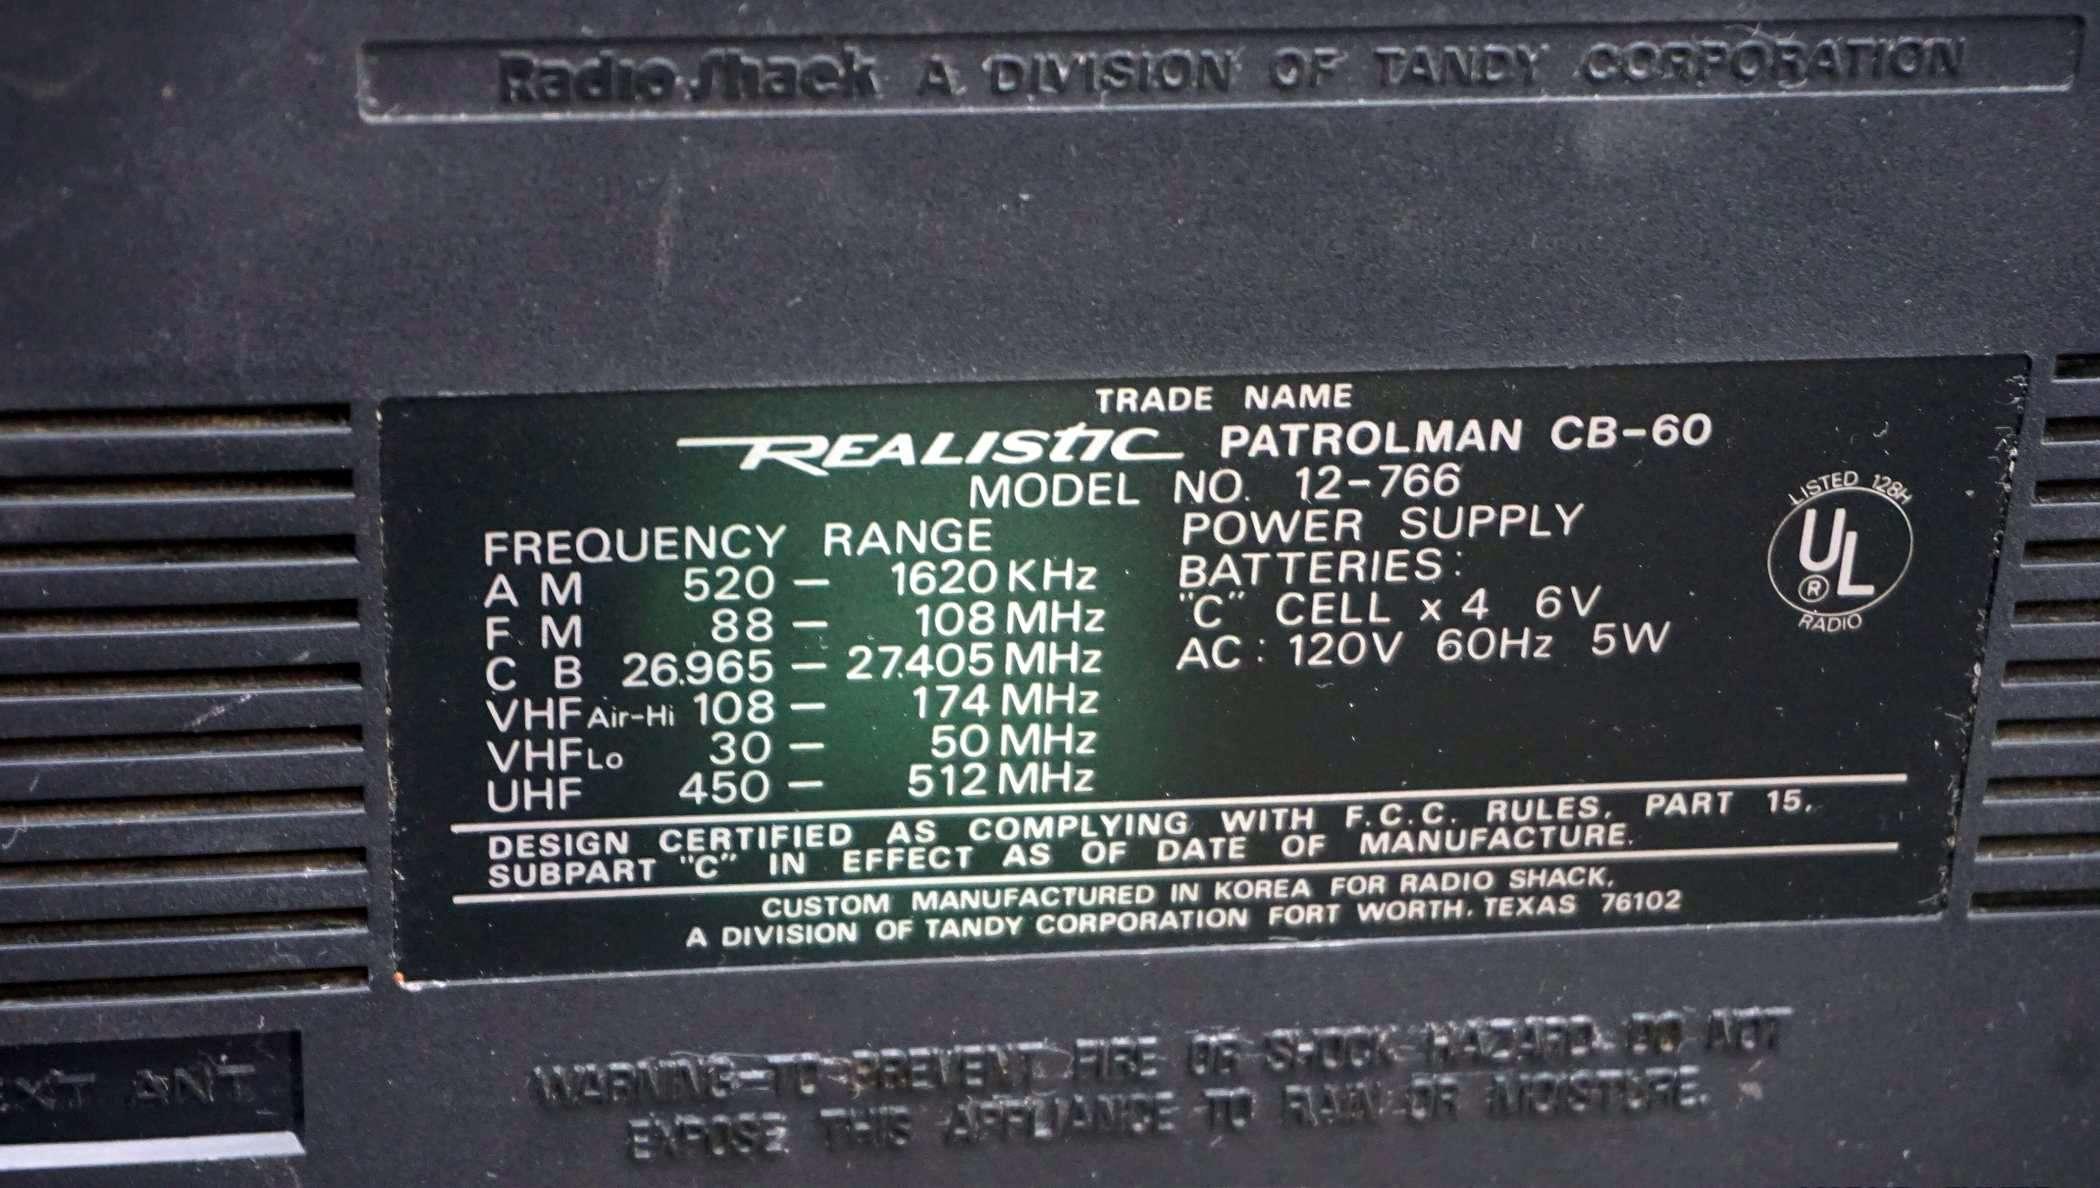 Radio Shack A DIVISION OF TANDY CORPORATION
TRADE NAME
REALISTIC PATROLMAN CB-60
MODEL NO. 12-766
FREQUENCY RANGE
A M 520 - 1620 KHz
F M 88 - 108 MHz
C B 26.965 - 27.405 MHz
VHF Air-Hi 108 - 174 MHz
VHF Lo 30 - 50 MHz
UHF 450 - 512 MHz
POWER SUPPLY
BATTERIES:
"C" CELL x 4 6V
AC: 120V 60Hz 5W
LISTED 128H
UL
®
RADIO
DESIGN CERTIFIED AS COMPLYING WITH F.C.C. RULES, PART 15,
SUBPART "C" IN EFFECT AS OF DATE OF MANUFACTURE.
CUSTOM MANUFACTURED IN KOREA FOR RADIO SHACK,
A DIVISION OF TANDY CORPORATION FORT WORTH, TEXAS 76102
EXT ANT
WARNING-TO PREVENT FIRE OR SHOCK HAZARD, DO NOT
EXPOSE THIS APPLIANCE TO RAIN OR MOISTURE.